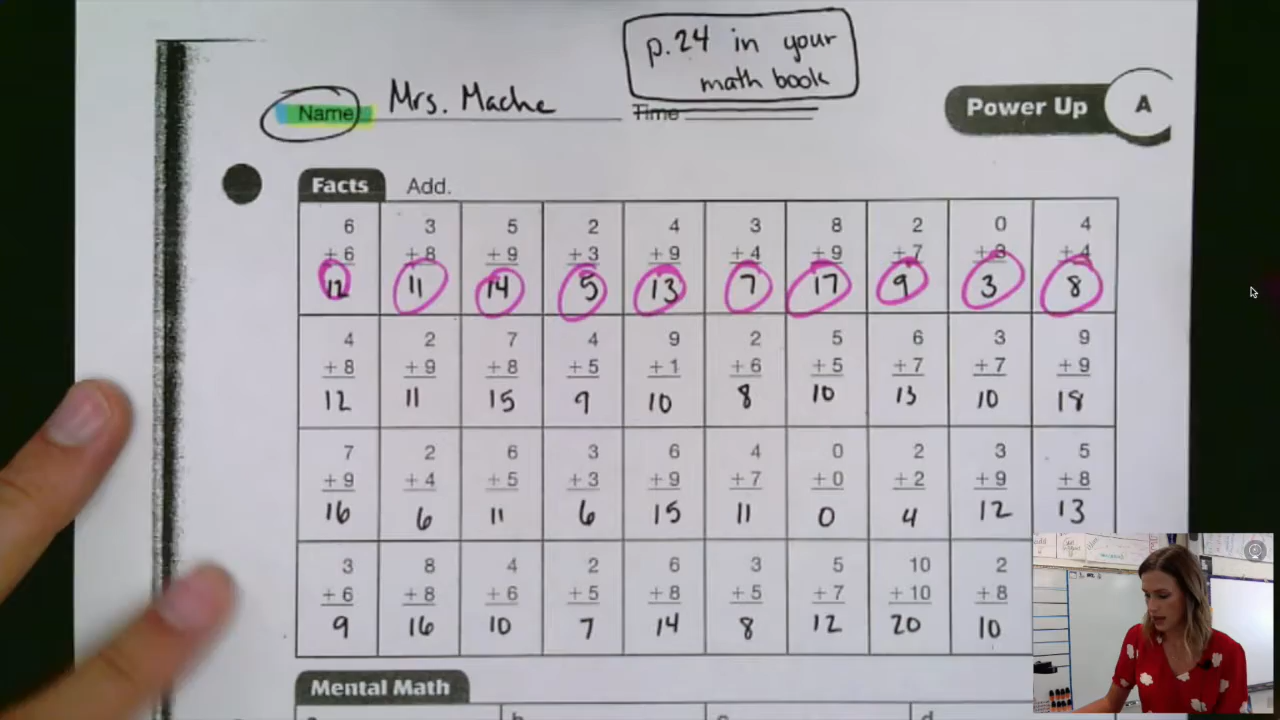 p.24 in your
math book
Name Mrs. Mache Time Power Up A
Facts Add.
6 3 5 2 4 3 8 2 0 4
+6 +8 +9 +3 +9 +4 +9 +7 +3 +4
12 11 14 5 13 7 17 9 3 8
4 2 7 4 9 2 5 6 3 9
+8 +9 +8 +5 +1 +6 +5 +7 +7 +9
12 11 15 9 10 8 10 13 10 18
7 2 6 3 6 4 0 2 3 5
+9 +4 +5 +3 +9 +7 +0 +2 +9 +8
16 6 11 6 15 11 0 4 12 13
3 8 4 2 6 3 5 10 2
+6 +8 +6 +5 +8 +5 +7 +10 +8
9 16 10 7 14 8 12 20 10
Mental Math